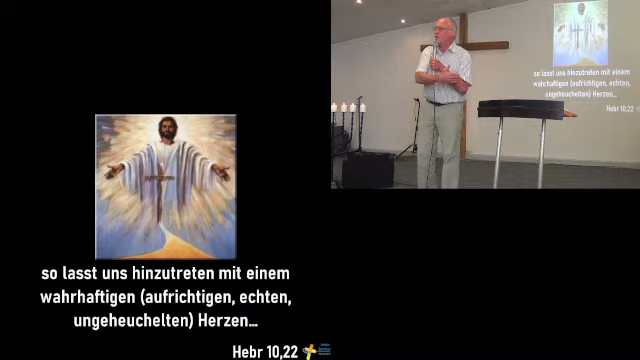 so lasst uns hinzutreten mit einem
wahrhaftigen (aufrichtigen, echten,
ungeheuchelten) Herzen...
Hebr 10,22
so lasst uns hinzutreten mit einem
wahrhaftigen (aufrichtigen, echten,
ungeheuchelten) Herzen...
Hebr 10,22